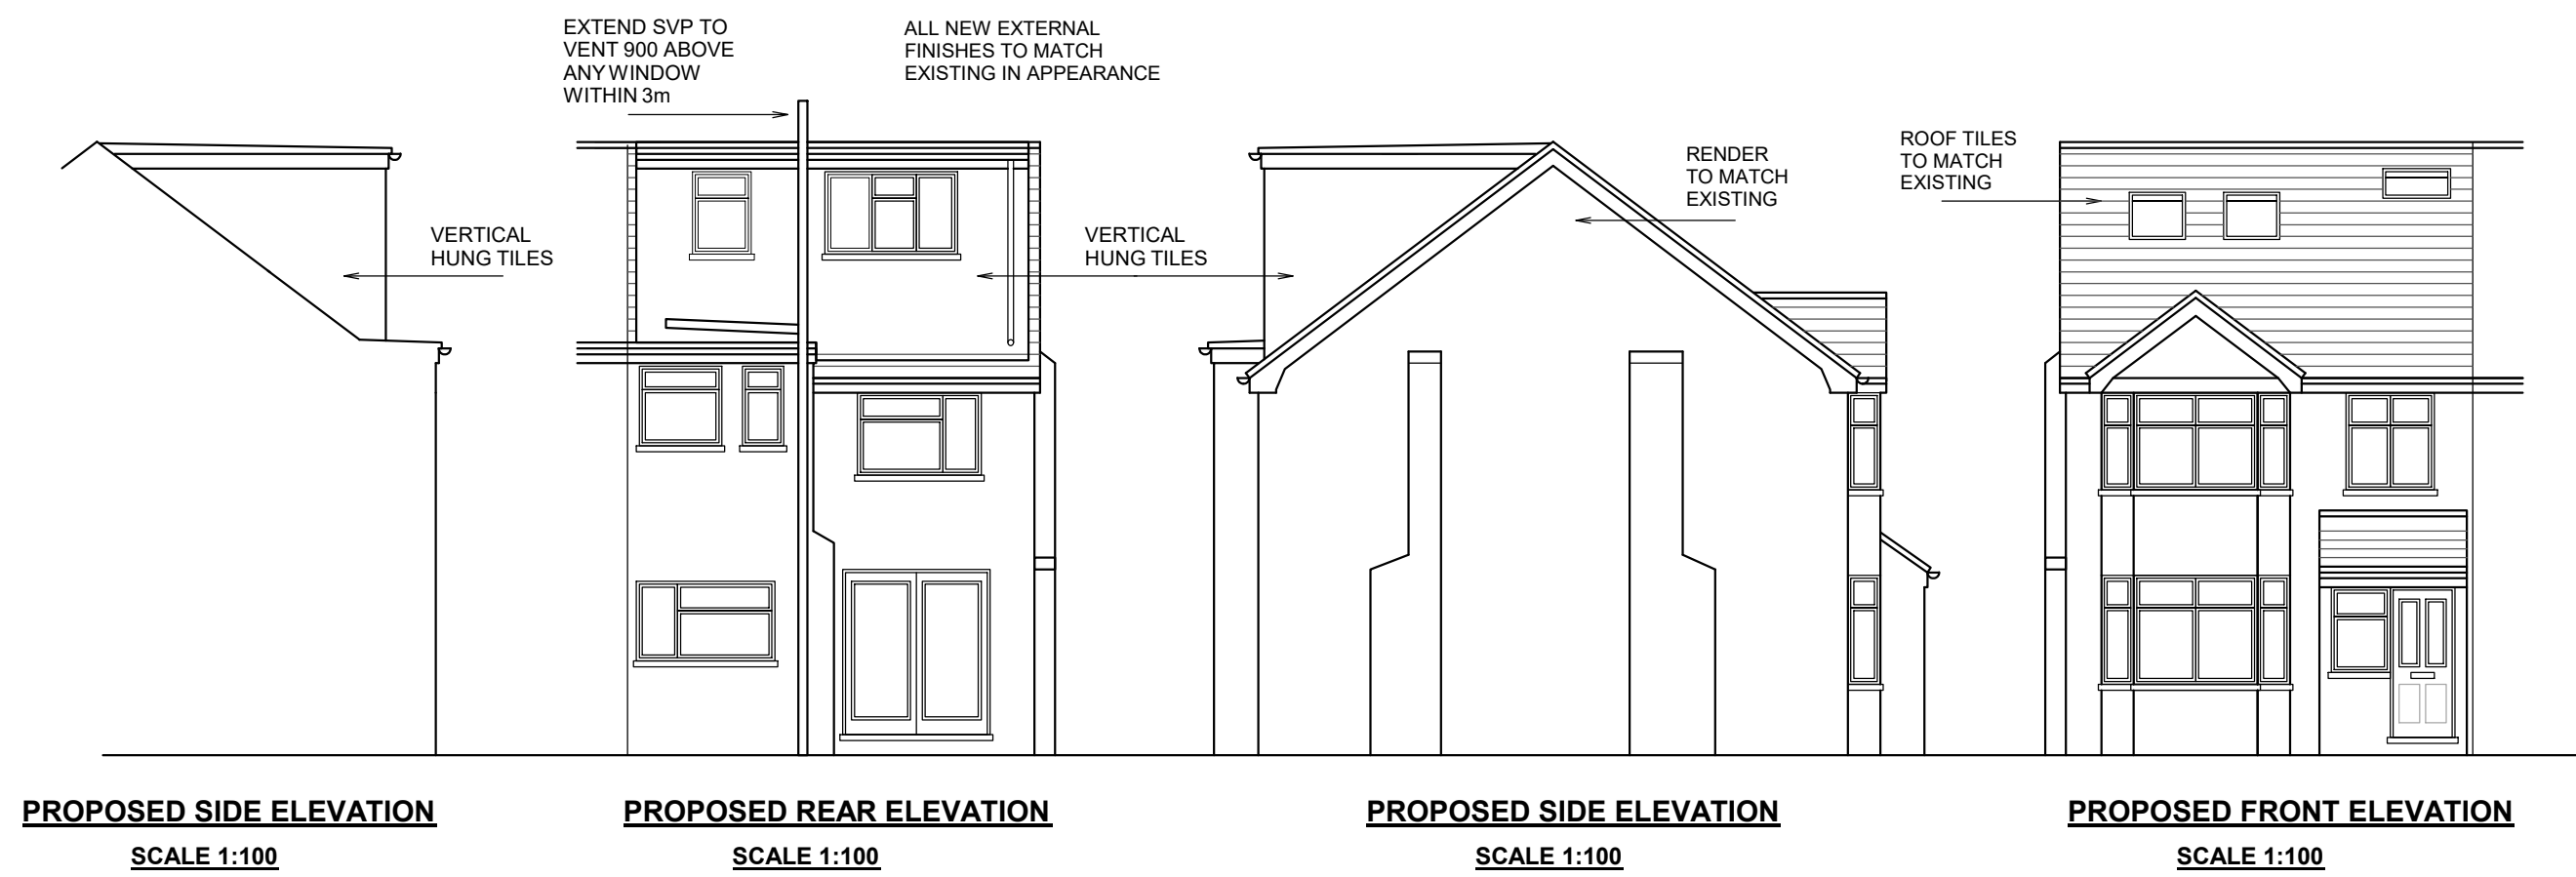 EXTEND SVP TO
VENT 900 ABOVE
ANY WINDOW
WITHIN 3m
ALL NEW EXTERNAL
FINISHES TO MATCH
EXISTING IN APPEARANCE
VERTICAL
HUNG TILES
VERTICAL
HUNG TILES
RENDER
TO MATCH
EXISTING
ROOF TILES
TO MATCH
EXISTING
PROPOSED SIDE ELEVATION
SCALE 1:100
PROPOSED REAR ELEVATION
SCALE 1:100
PROPOSED SIDE ELEVATION
SCALE 1:100
PROPOSED FRONT ELEVATION
SCALE 1:100